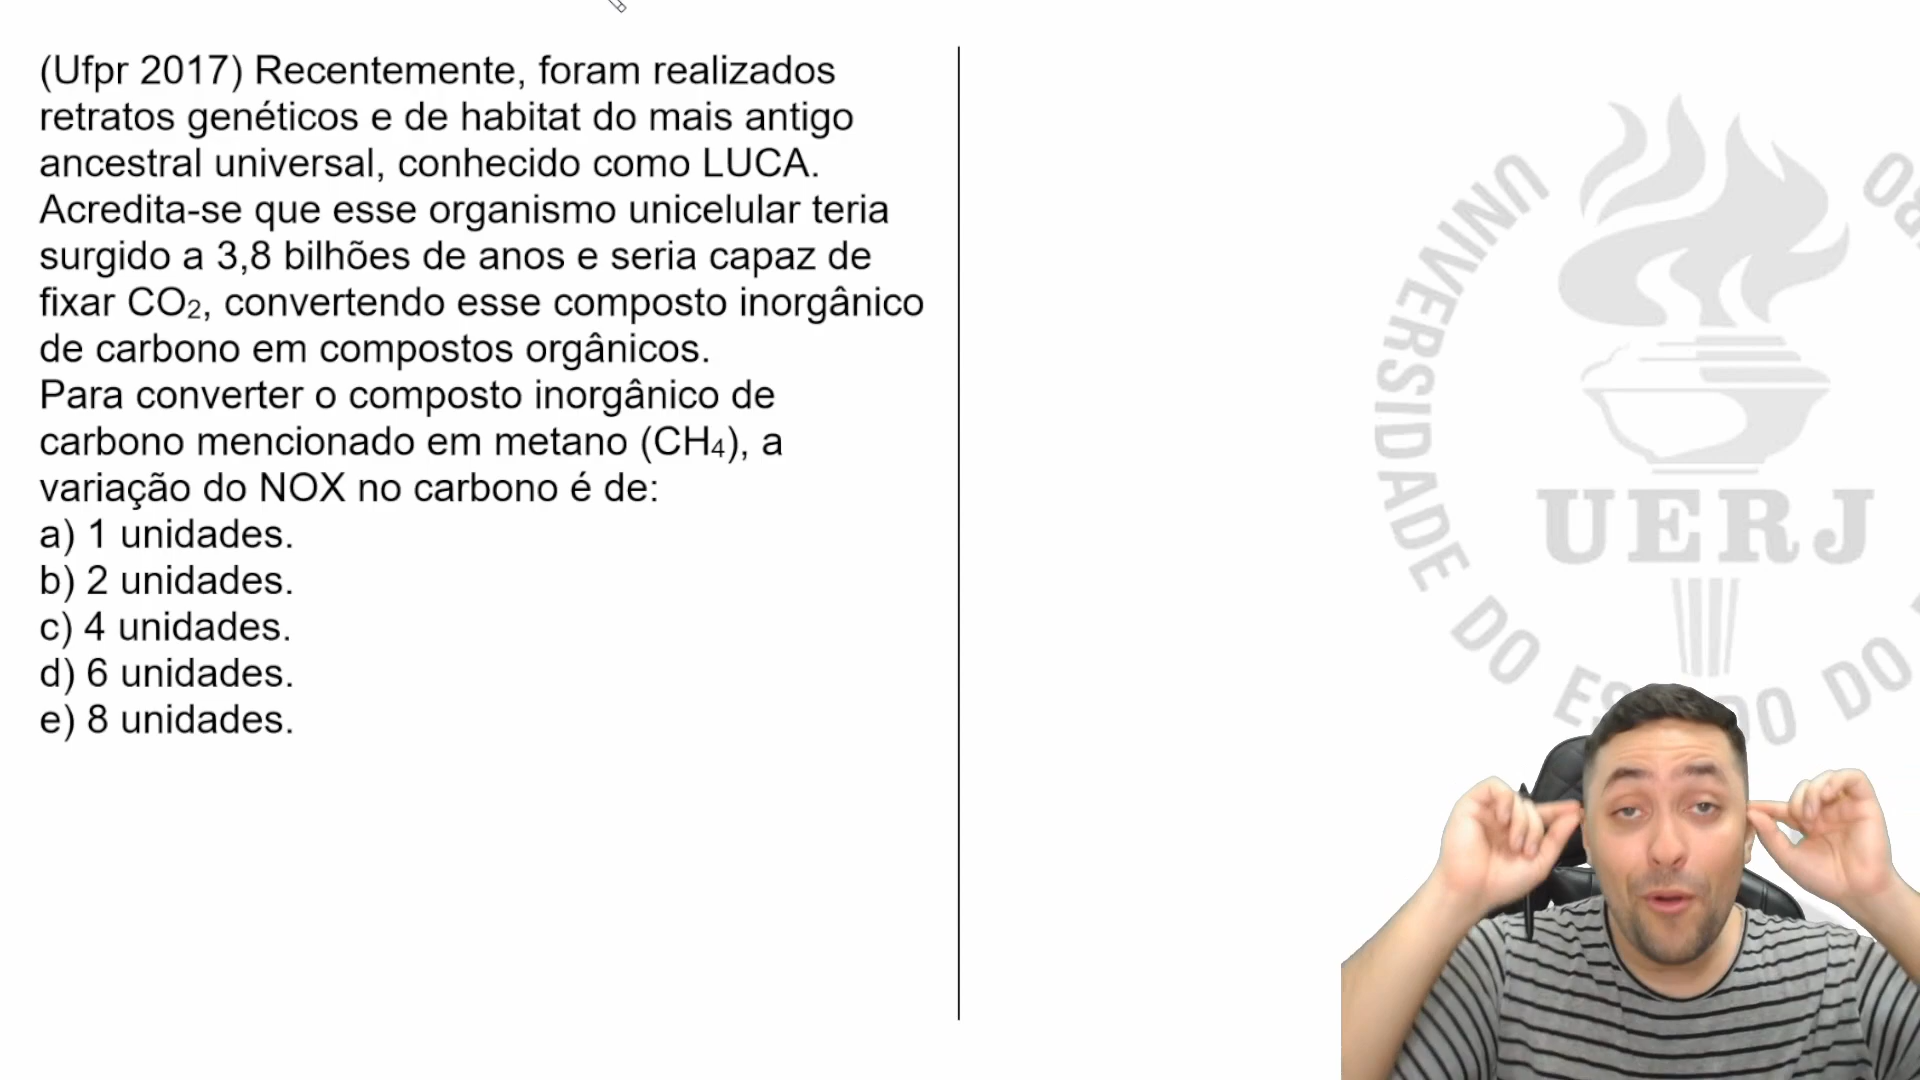 (Ufpr 2017) Recentemente, foram realizados
retratos genéticos e de habitat do mais antigo
ancestral universal, conhecido como LUCA.
Acredita-se que esse organismo unicelular teria
surgido a 3,8 bilhões de anos e seria capaz de
fixar CO₂, convertendo esse composto inorgânico
de carbono em compostos orgânicos.
Para converter o composto inorgânico de
carbono mencionado em metano (CH₄), a
variação do NOX no carbono é de:
a) 1 unidades.
b) 2 unidades.
c) 4 unidades.
d) 6 unidades.
e) 8 unidades.
UNIVERSIDADE DO
DO
UERJ